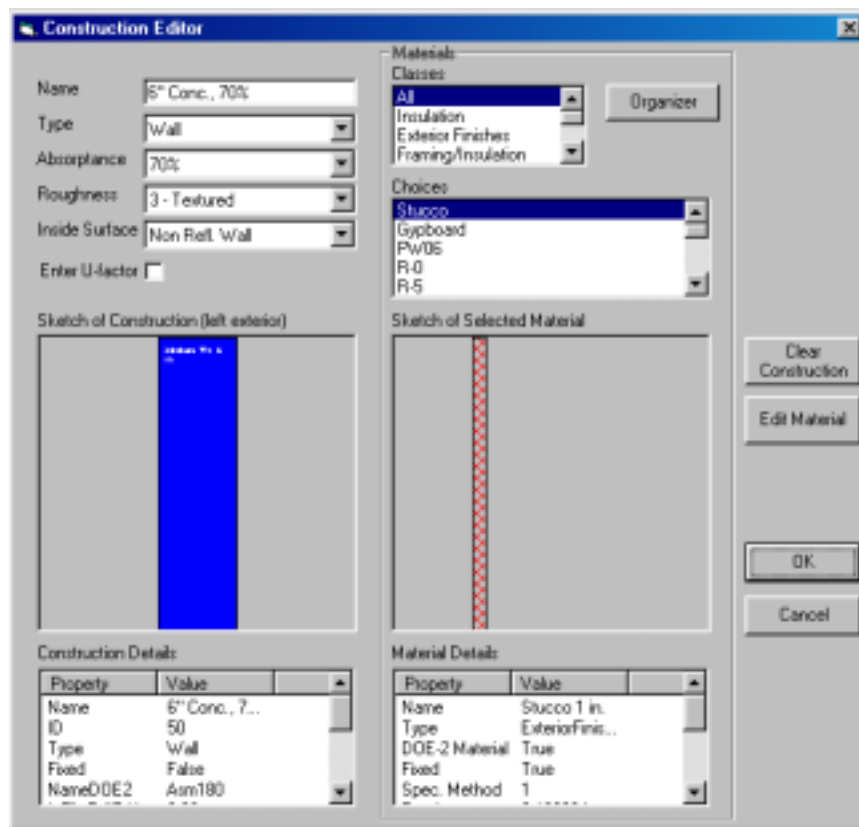 Construction Editor
Name
6" Conc., 70%
Type
Wall
Absorptance
70%
Roughness
3 - Textured
Inside Surface
Non Refl. Wall
Enter U-factor
Materials
Classes
All
Insulation
Exterior Finishes
Framing/Insulation
Organizer
Choices
Stucco
Gypboard
PW06
R-0
R-5
Sketch of Construction (left exterior)
Sketch of Selected Material
Clear
Construction
Edit Material
OK
Cancel
Construction Details
Property Value
Name 6" Conc., 7...
ID 50
Type Wall
Fixed False
NameDOE2 Asm180
Material Details
Property Value
Name Stucco 1 in.
Type ExteriorFinis...
DOE-2 Material True
Fixed True
Spec. Method 1